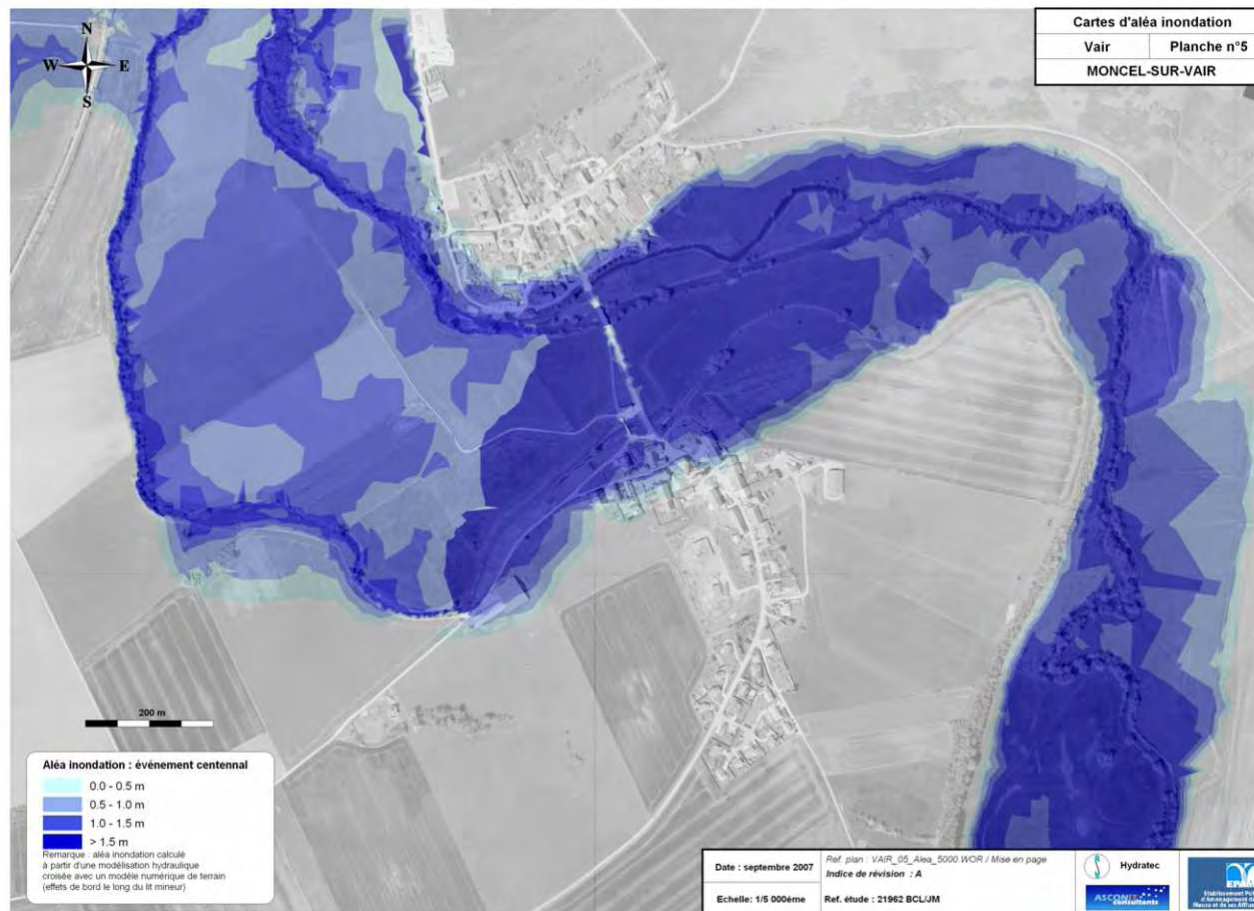 N
W E
S
Cartes d'aléa inondation
Vair Planche n°5
MONCEL-SUR-VAIR
200 m
Aléa inondation : événement centennal
0.0 - 0.5 m
0.5 - 1.0 m
1.0 - 1.5 m
> 1.5 m
Remarque : aléa inondation calculé
à partir d'une modélisation hydraulique
croisée avec un modèle numérique de terrain
(effets de bord le long du lit mineur)
Date : septembre 2007
Ref. plan : VAIR_05_Alea_5000.WOR / Mise en page
Indice de révision : A
Echelle: 1/5 000ème
Ref. étude : 21962 BCL/JM
Hydratec
ASCONIT
consultants